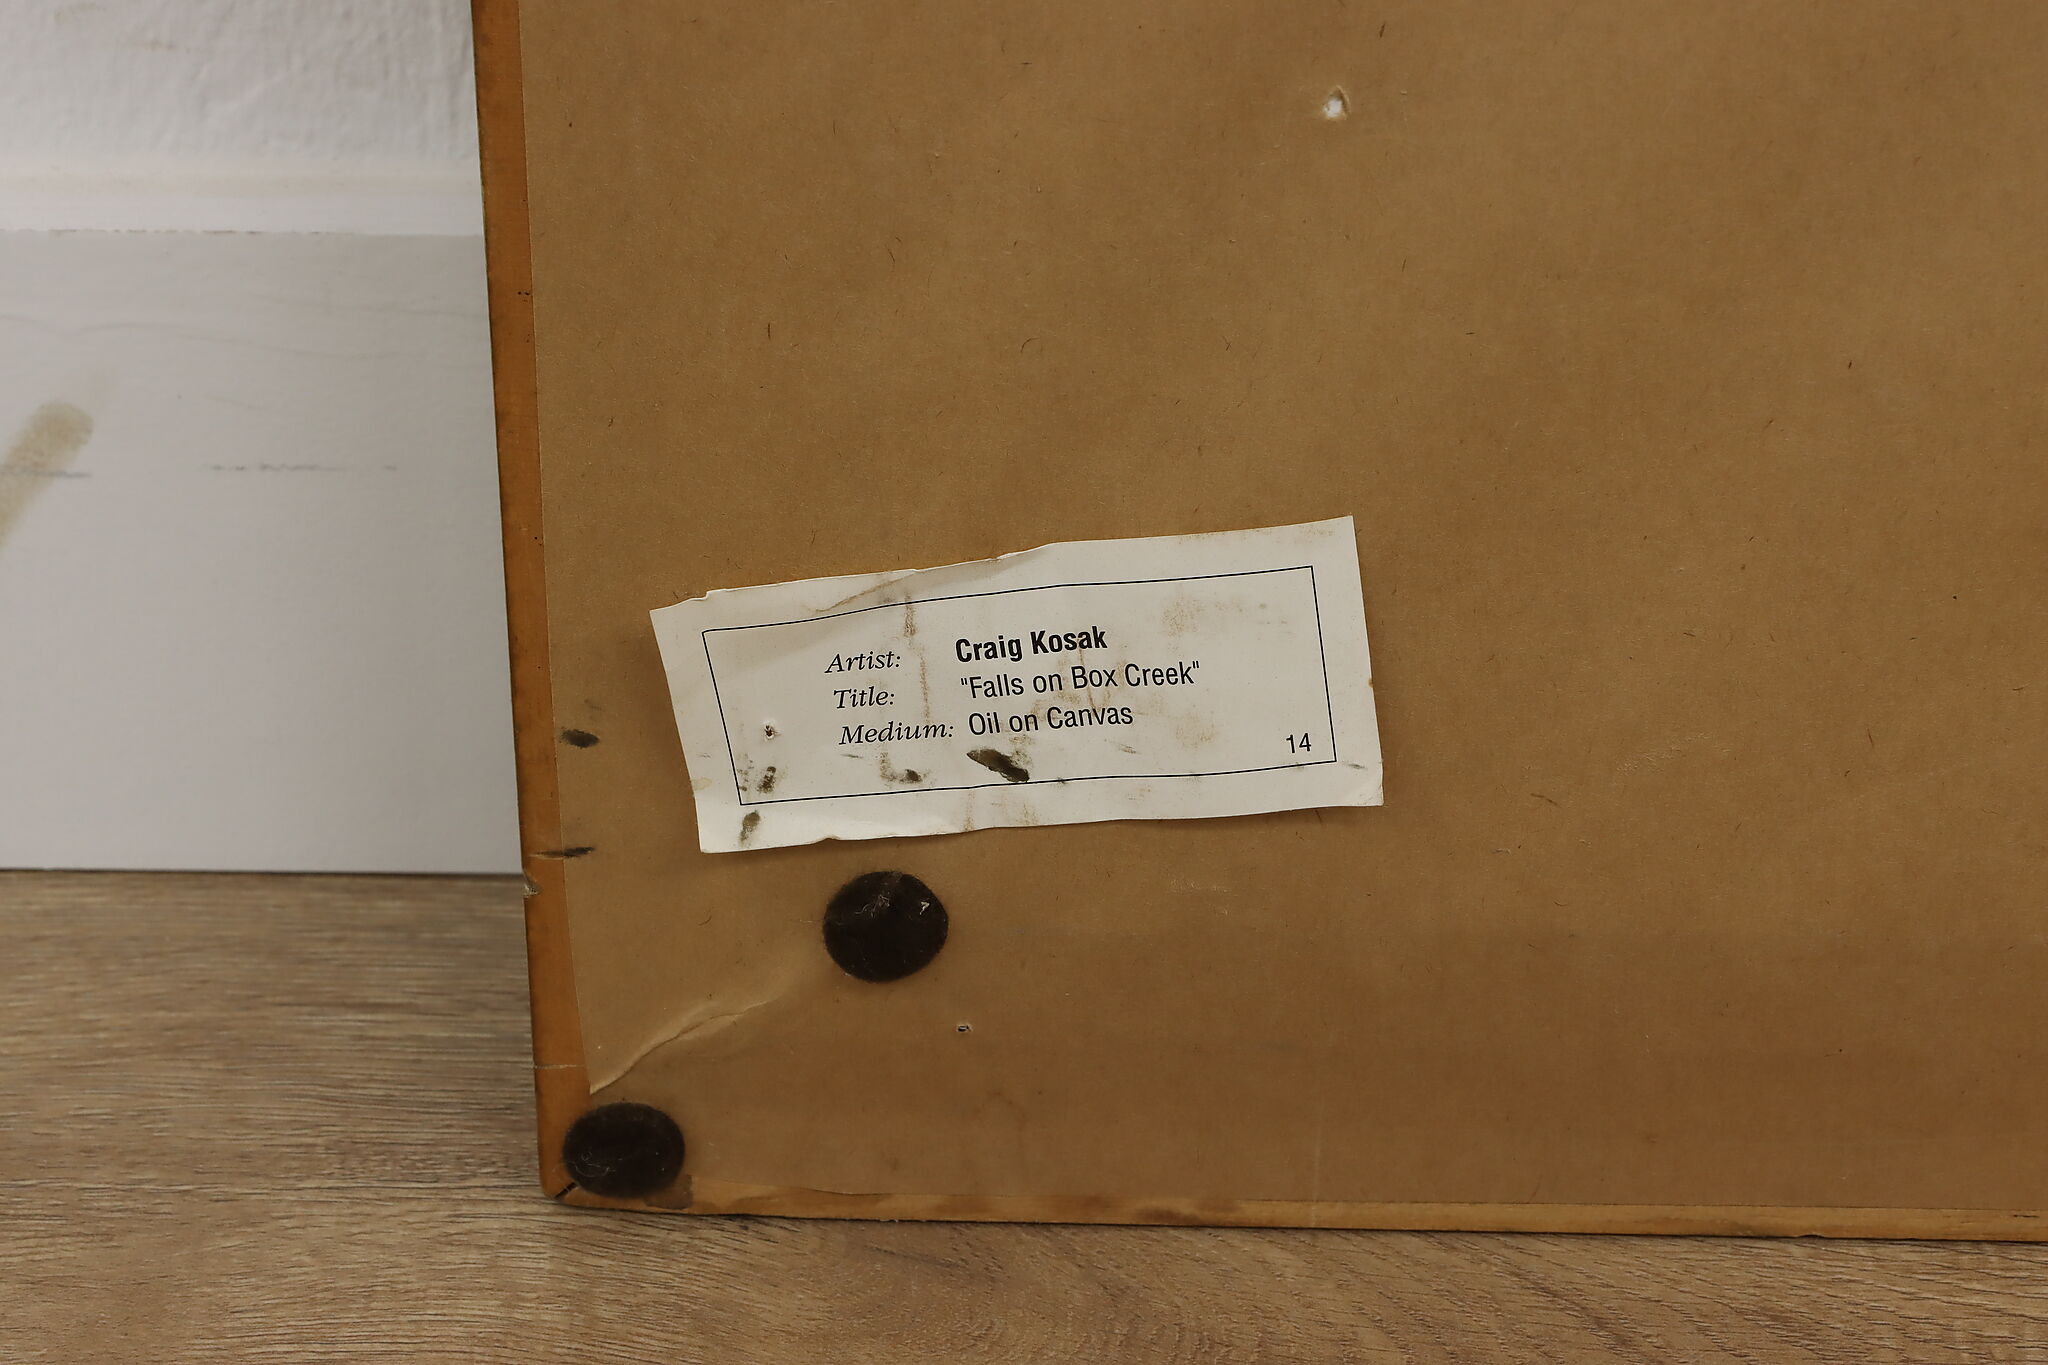 Artist: Craig Kosak
Title: "Falls on Box Creek"
Medium: Oil on Canvas
14